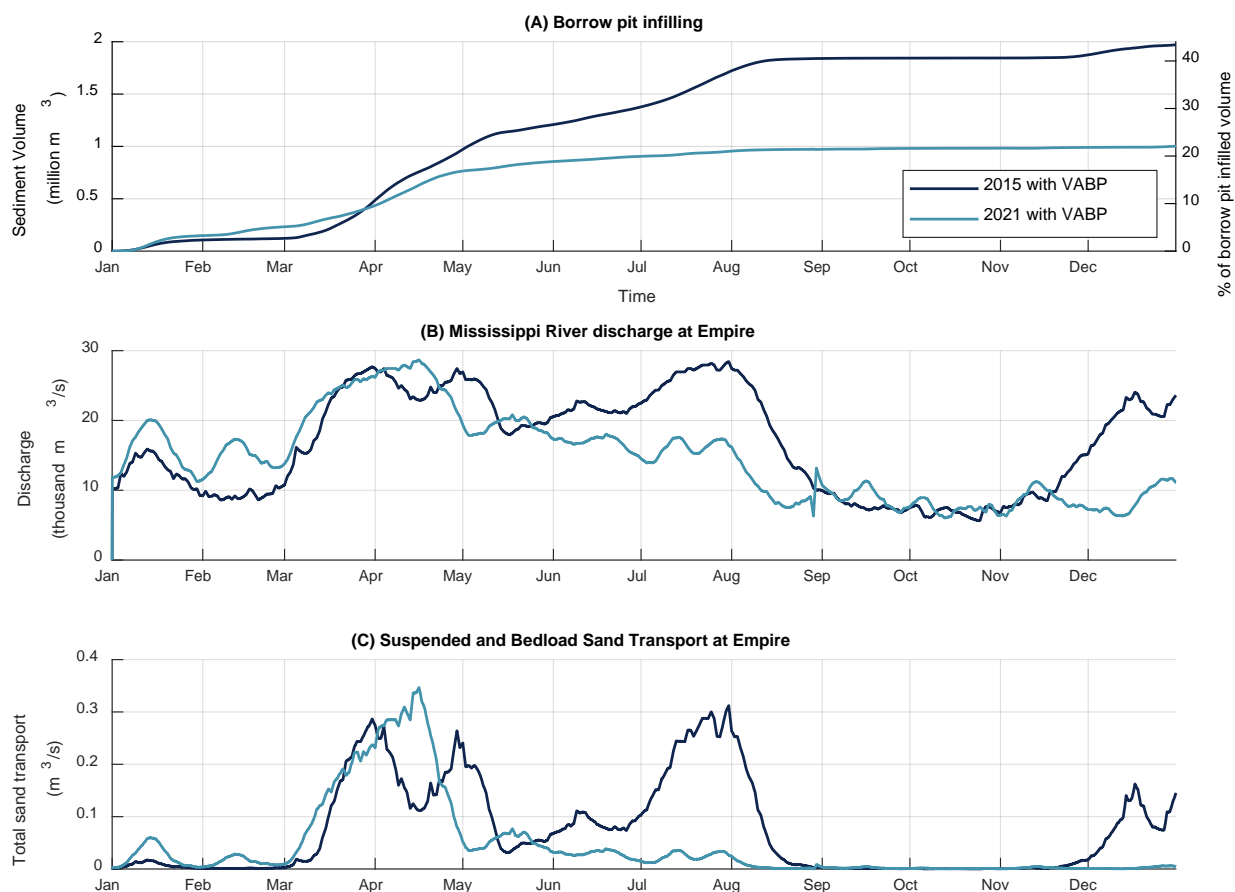 (A) Borrow pit infilling
Sediment Volume
(million m 3 )
2
1.5
1
0.5
0
40
30
20
10
0
% of borrow pit infilled volume
2015 with VABP
2021 with VABP
Jan Feb Mar Apr May Jun Jul Aug Sep Oct Nov Dec
Time
(B) Mississippi River discharge at Empire
Discharge
(thousand m 3/s)
30
20
10
0
Jan Feb Mar Apr May Jun Jul Aug Sep Oct Nov Dec
(C) Suspended and Bedload Sand Transport at Empire
Total sand transport
(m 3/s)
0.4
0.3
0.2
0.1
0
Jan Feb Mar Apr May Jun Jul Aug Sep Oct Nov Dec